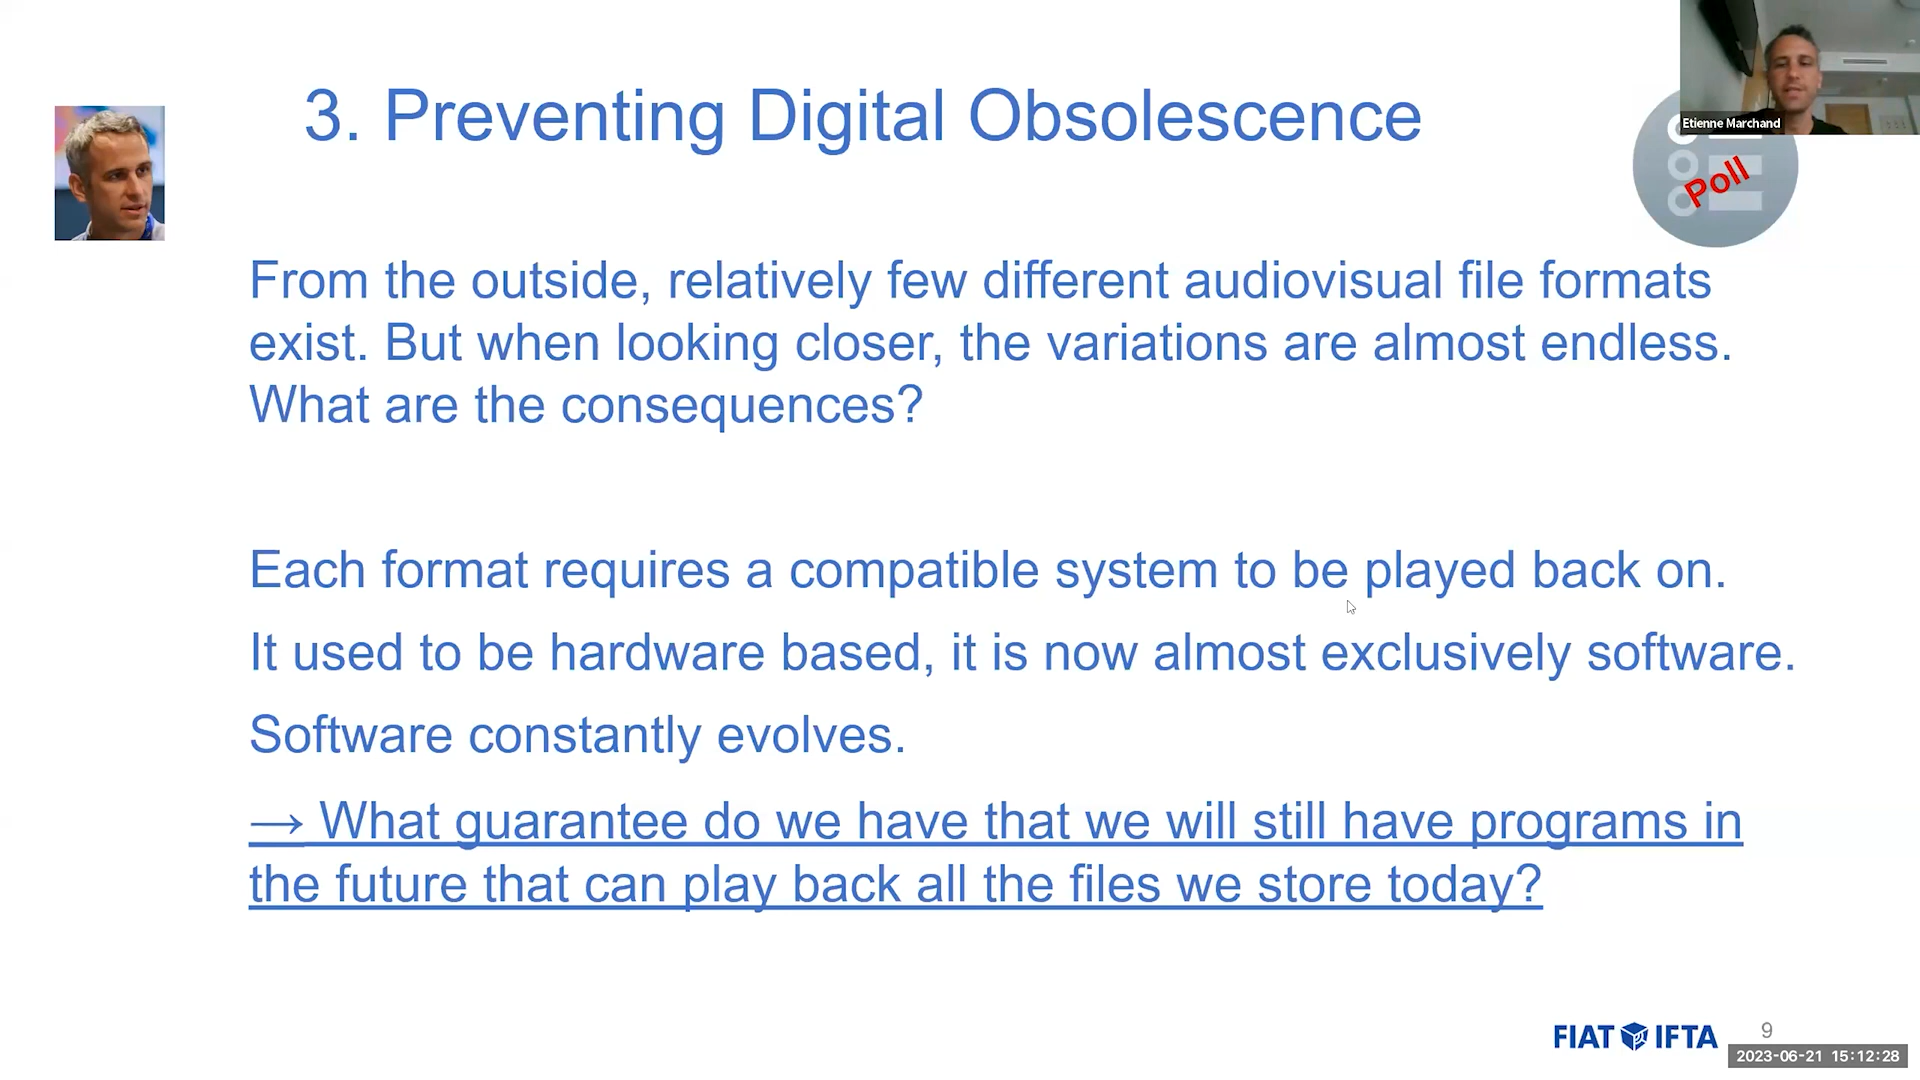 3. Preventing Digital Obsolescence
Etienne Marchand
Poll
From the outside, relatively few different audiovisual file formats
exist. But when looking closer, the variations are almost endless.
What are the consequences?
Each format requires a compatible system to be played back on.
It used to be hardware based, it is now almost exclusively software.
Software constantly evolves.
→ What guarantee do we have that we will still have programs in
the future that can play back all the files we store today?
FIAT IFTA
9
2023-06-21 15:12:28